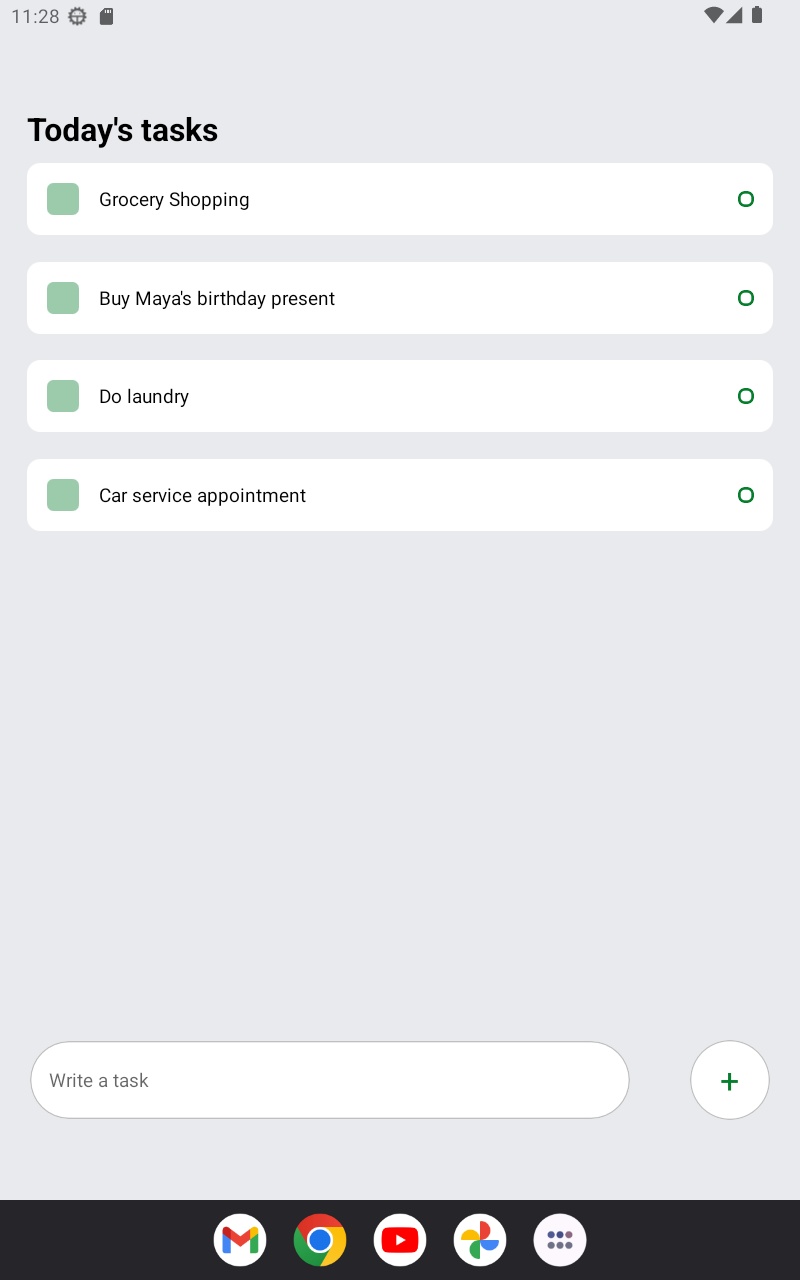 11:28
Today's tasks
Grocery Shopping
Buy Maya's birthday present
Do laundry
Car service appointment
Write a task
+